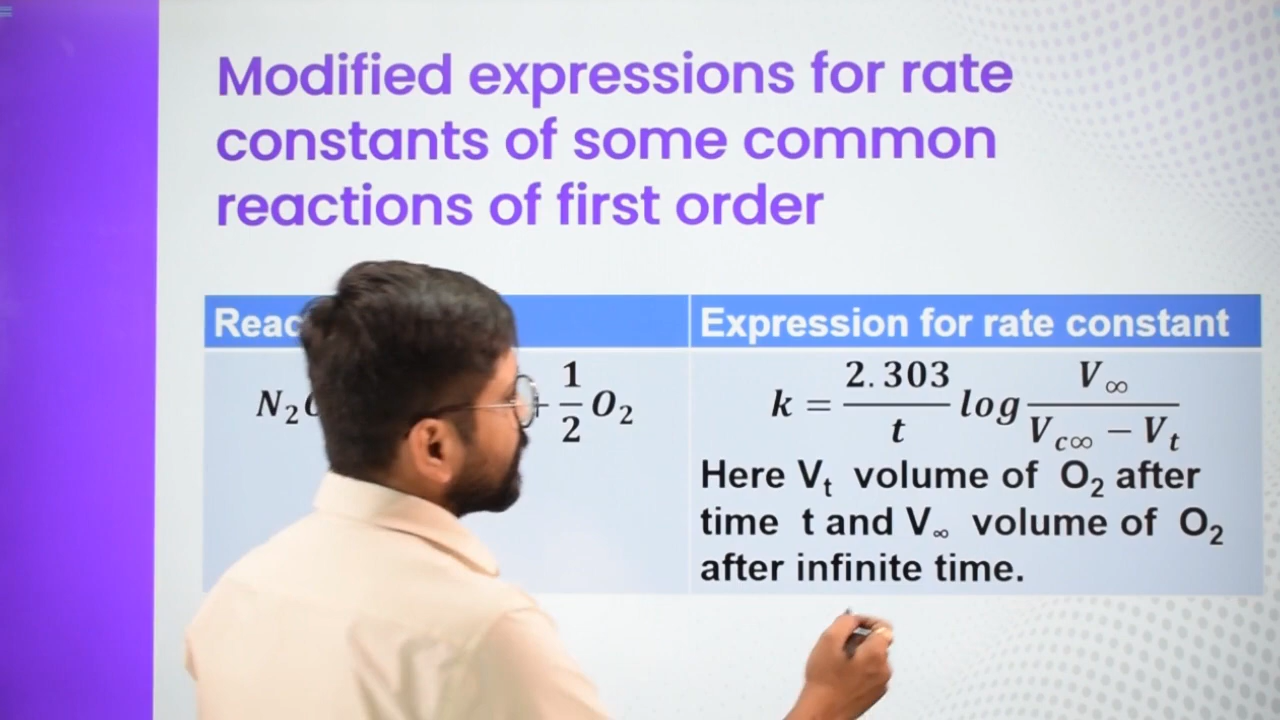 Modified expressions for rate
constants of some common
reactions of first order
Expression for rate constant
1/2 O₂
k = 2.303/t log V∞/(Vc∞ − Vt)
Here Vt volume of O₂ after
time t and V∞ volume of O₂
after infinite time.